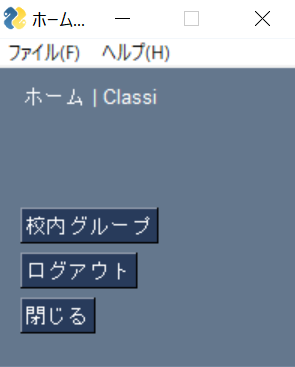 ホーム...
ファイル(F) ヘルプ(H)
ホーム | Classi
校内グループ
ログアウト
閉じる